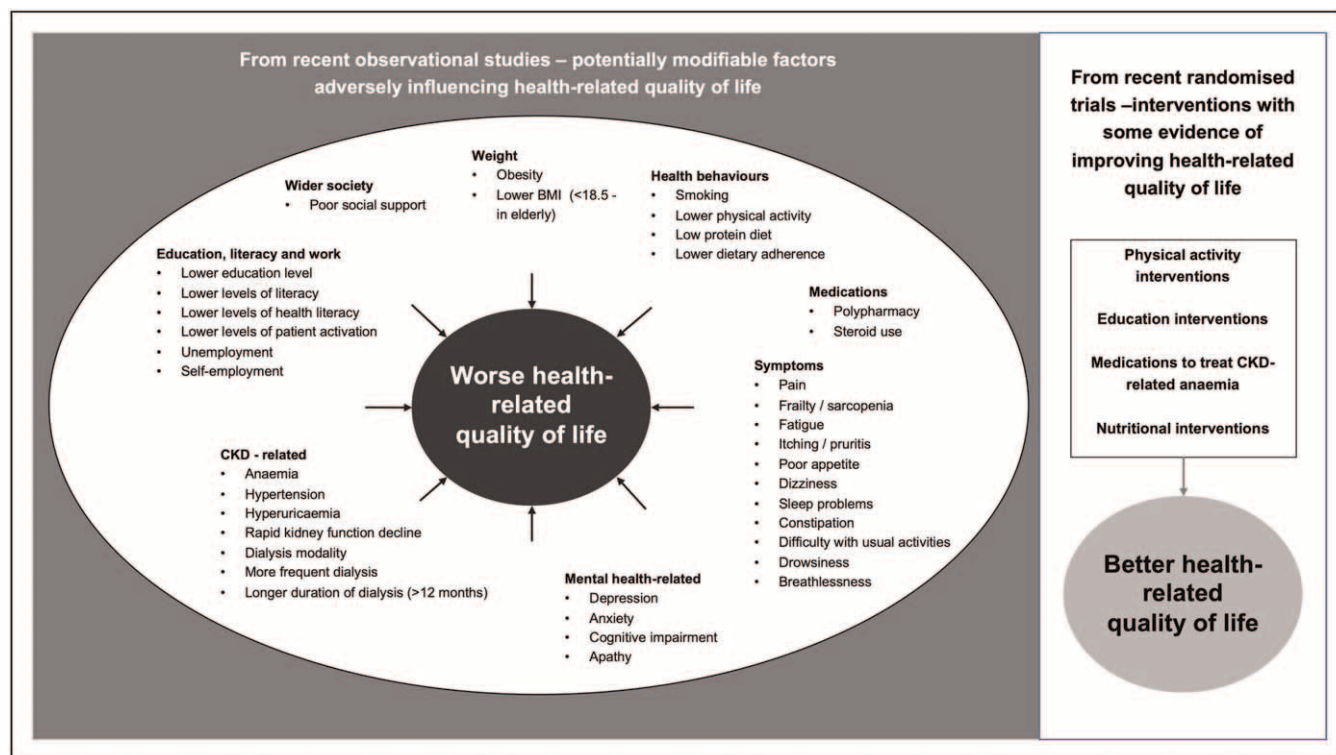 From recent observational studies – potentially modifiable factors
adversely influencing health-related quality of life
Weight
• Obesity
• Lower BMI (<18.5 -
in elderly)
Wider society
• Poor social support
Health behaviours
• Smoking
• Lower physical activity
• Low protein diet
• Lower dietary adherence
Education, literacy and work
• Lower education level
• Lower levels of literacy
• Lower levels of health literacy
• Lower levels of patient activation
• Unemployment
• Self-employment
Medications
• Polypharmacy
• Steroid use
Worse health-
related
quality of life
Symptoms
• Pain
• Frailty / sarcopenia
• Fatigue
• Itching / pruritis
• Poor appetite
• Dizziness
• Sleep problems
• Constipation
• Difficulty with usual activities
• Drowsiness
• Breathlessness
CKD - related
• Anaemia
• Hypertension
• Hyperuricaemia
• Rapid kidney function decline
• Dialysis modality
• More frequent dialysis
• Longer duration of dialysis (>12 months)
Mental health-related
• Depression
• Anxiety
• Cognitive impairment
• Apathy
From recent randomised
trials –interventions with
some evidence of
improving health-related
quality of life
Physical activity
interventions
Education interventions
Medications to treat CKD-
related anaemia
Nutritional interventions
Better health-
related
quality of life